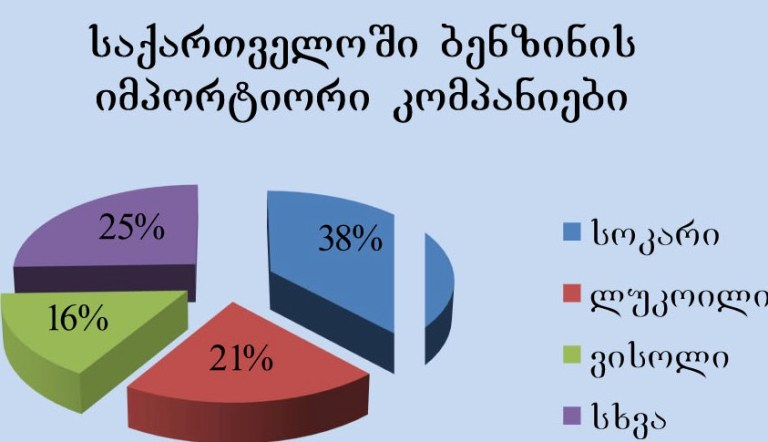 საქართველოში ბენზინის
იმპორტიორი კომპანიები
25%
38%
16%
21%
სოკარი
ლუკოილი
ვისოლი
სხვა